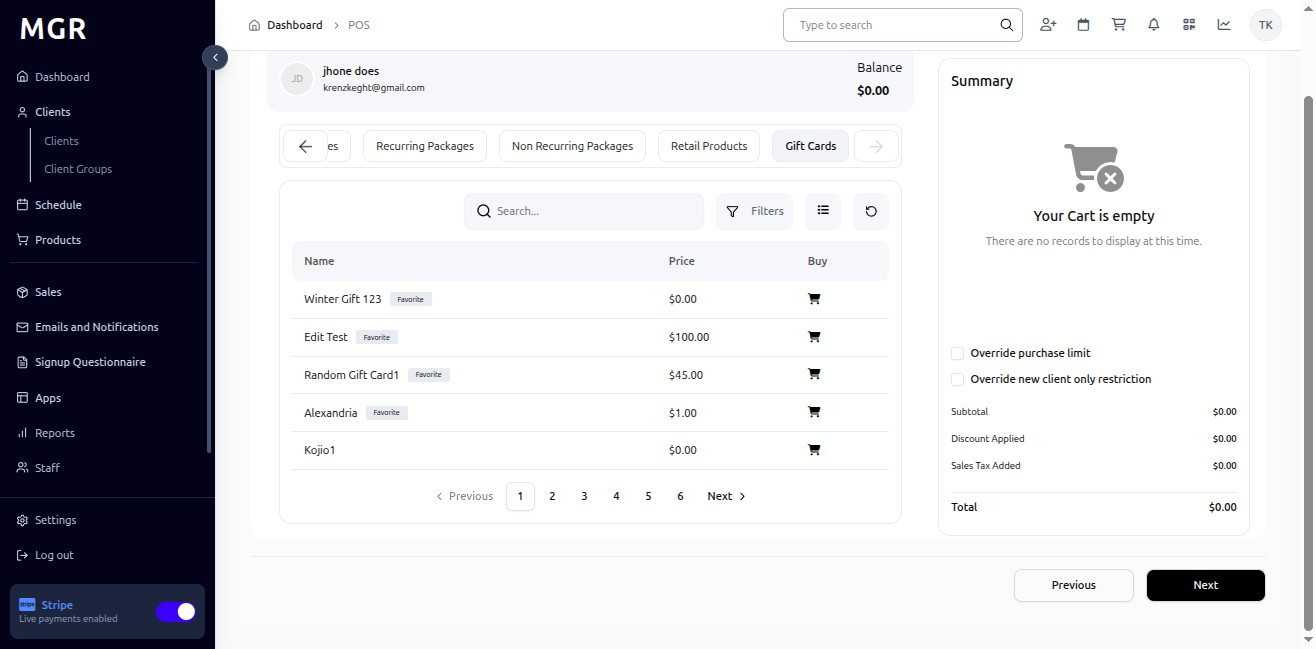 MGR
Dashboard
Clients
Clients
Client Groups
Schedule
Products
Sales
Emails and Notifications
Signup Questionnaire
Apps
Reports
Staff
Settings
Log out
stripe Stripe
Live payments enabled
Dashboard > POS
Type to search
TK
JD
jhone does
krenzkeght@gmail.com
Balance
$0.00
es Recurring Packages Non Recurring Packages Retail Products Gift Cards
Search... Filters
Name Price Buy
Winter Gift 123 Favorite $0.00
Edit Test Favorite $100.00
Random Gift Card1 Favorite $45.00
Alexandria Favorite $1.00
Kojio1 $0.00
< Previous 1 2 3 4 5 6 Next >
Summary
Your Cart is empty
There are no records to display at this time.
Override purchase limit
Override new client only restriction
Subtotal $0.00
Discount Applied $0.00
Sales Tax Added $0.00
Total $0.00
Previous Next